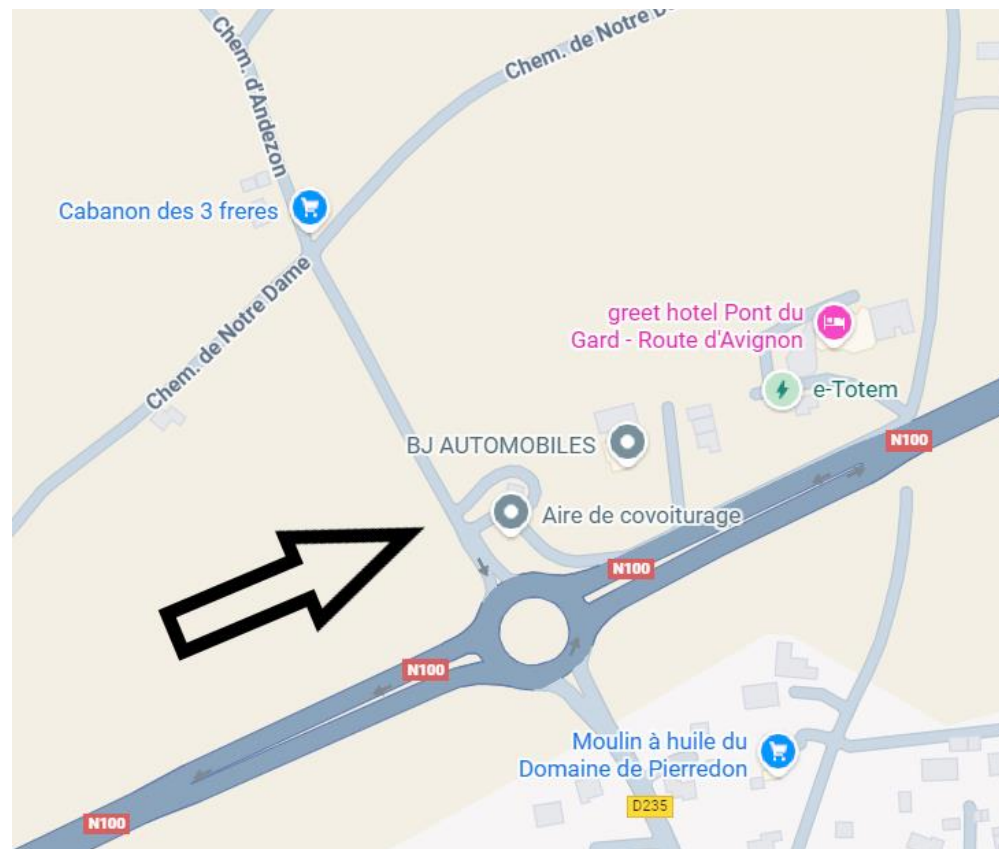 Chem. de Notre D
Chem. d'Andezon
Cabanon des 3 freres
Chem. de Notre Dame
greet hotel Pont du
Gard - Route d'Avignon
e-Totem
BJ AUTOMOBILES
N100
Aire de covoiturage
N100
N100
Moulin à huile du
Domaine de Pierredon
D235
N100